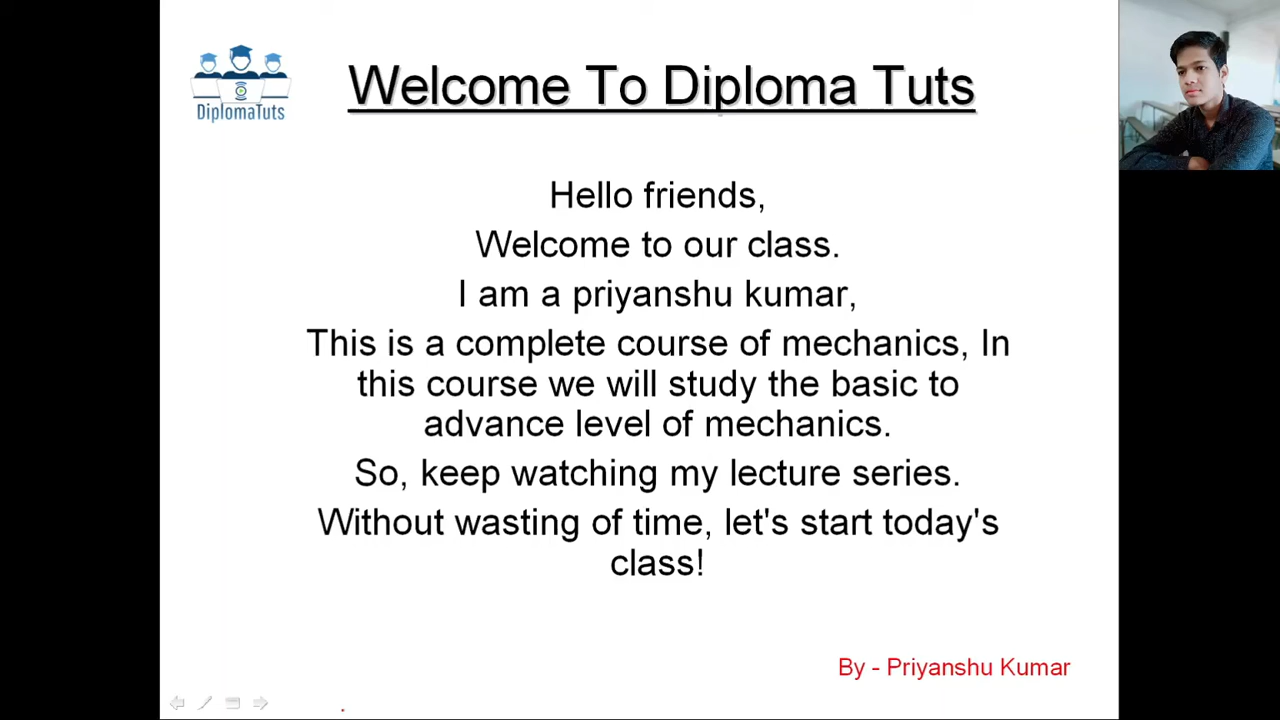 DiplomaTuts
Welcome To Diploma Tuts
Hello friends,
Welcome to our class.
I am a priyanshu kumar,
This is a complete course of mechanics, In
this course we will study the basic to
advance level of mechanics.
So, keep watching my lecture series.
Without wasting of time, let's start today's
class!
By - Priyanshu Kumar